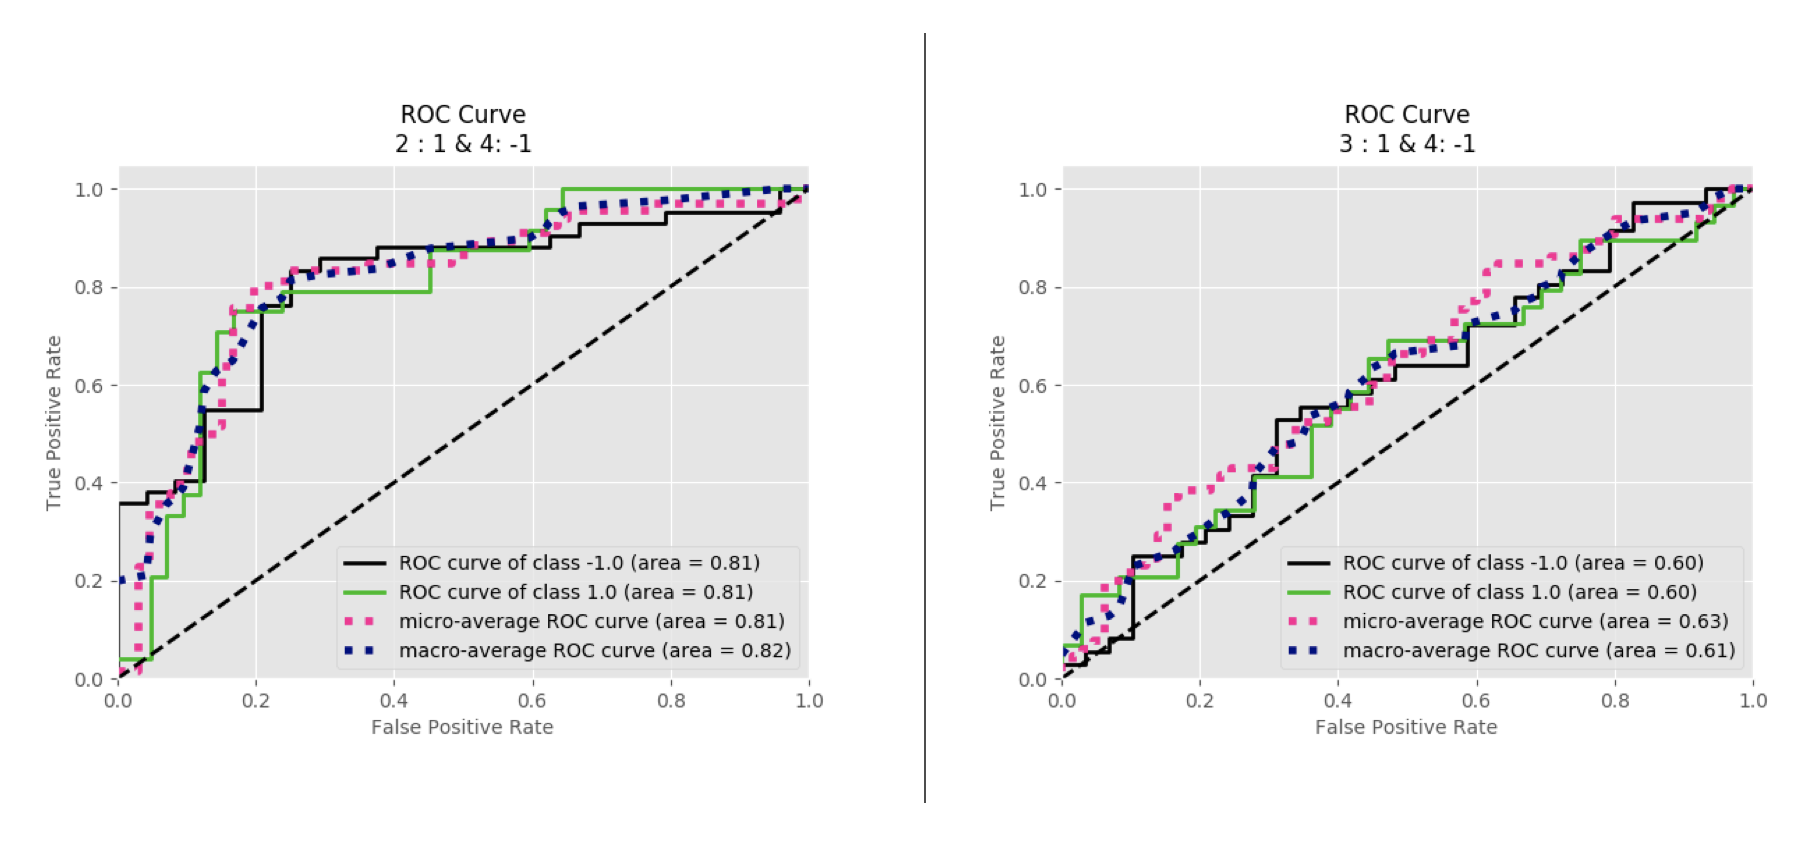 ROC Curve
2 : 1 & 4: -1
True Positive Rate
1.0
0.8
0.6
0.4
0.2
0.0
ROC curve of class -1.0 (area = 0.81)
ROC curve of class 1.0 (area = 0.81)
micro-average ROC curve (area = 0.81)
macro-average ROC curve (area = 0.82)
0.0 0.2 0.4 0.6 0.8 1.0
False Positive Rate
ROC Curve
3 : 1 & 4: -1
True Positive Rate
1.0
0.8
0.6
0.4
0.2
0.0
ROC curve of class -1.0 (area = 0.60)
ROC curve of class 1.0 (area = 0.60)
micro-average ROC curve (area = 0.63)
macro-average ROC curve (area = 0.61)
0.0 0.2 0.4 0.6 0.8 1.0
False Positive Rate